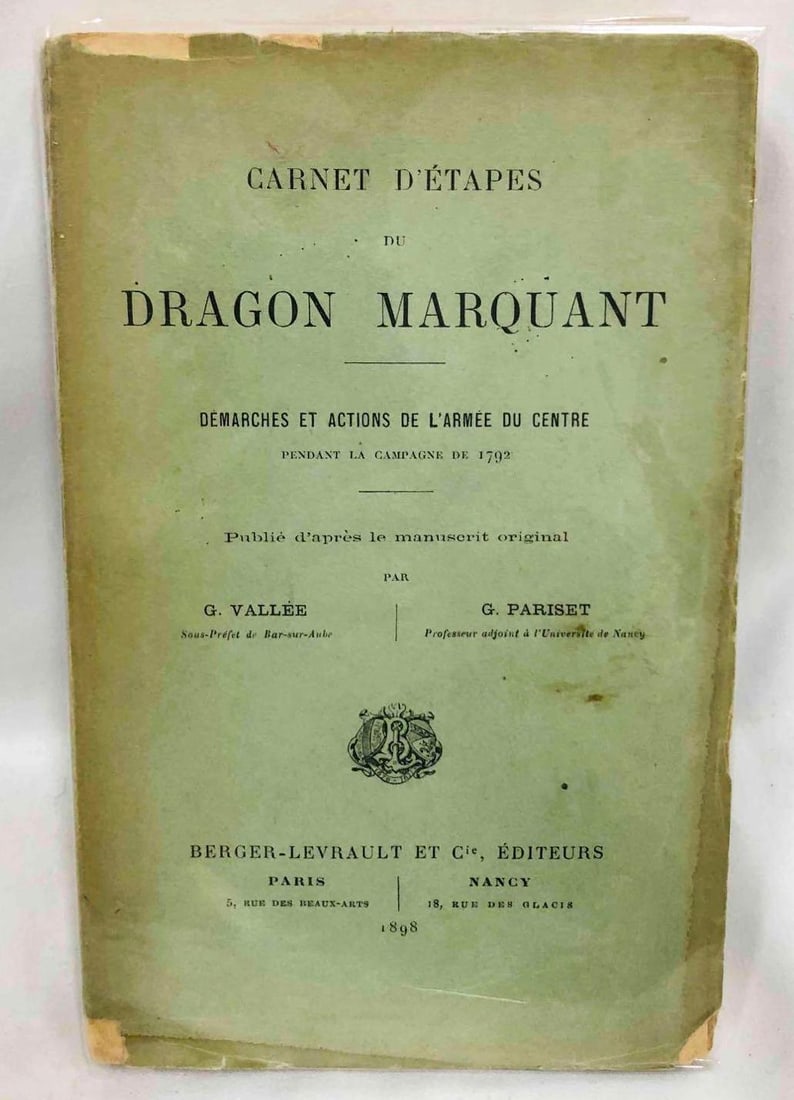 CARNET D'ÉTAPES
DU
DRAGON MARQUANT
DÉMARCHES ET ACTIONS DE L'ARMÉE DU CENTRE
PENDANT LA CAMPAGNE DE 1792
Publié d'après le manuscrit original
PAR
G. VALLÉE
Sous-Préfet de Bar-sur-Aube
G. PARISET
Professeur adjoint à l'Université de Nancy
BERGER-LEVRAULT ET Cie, ÉDITEURS
PARIS
5, RUE DES BEAUX-ARTS
NANCY
18, RUE DES GLACIS
1898